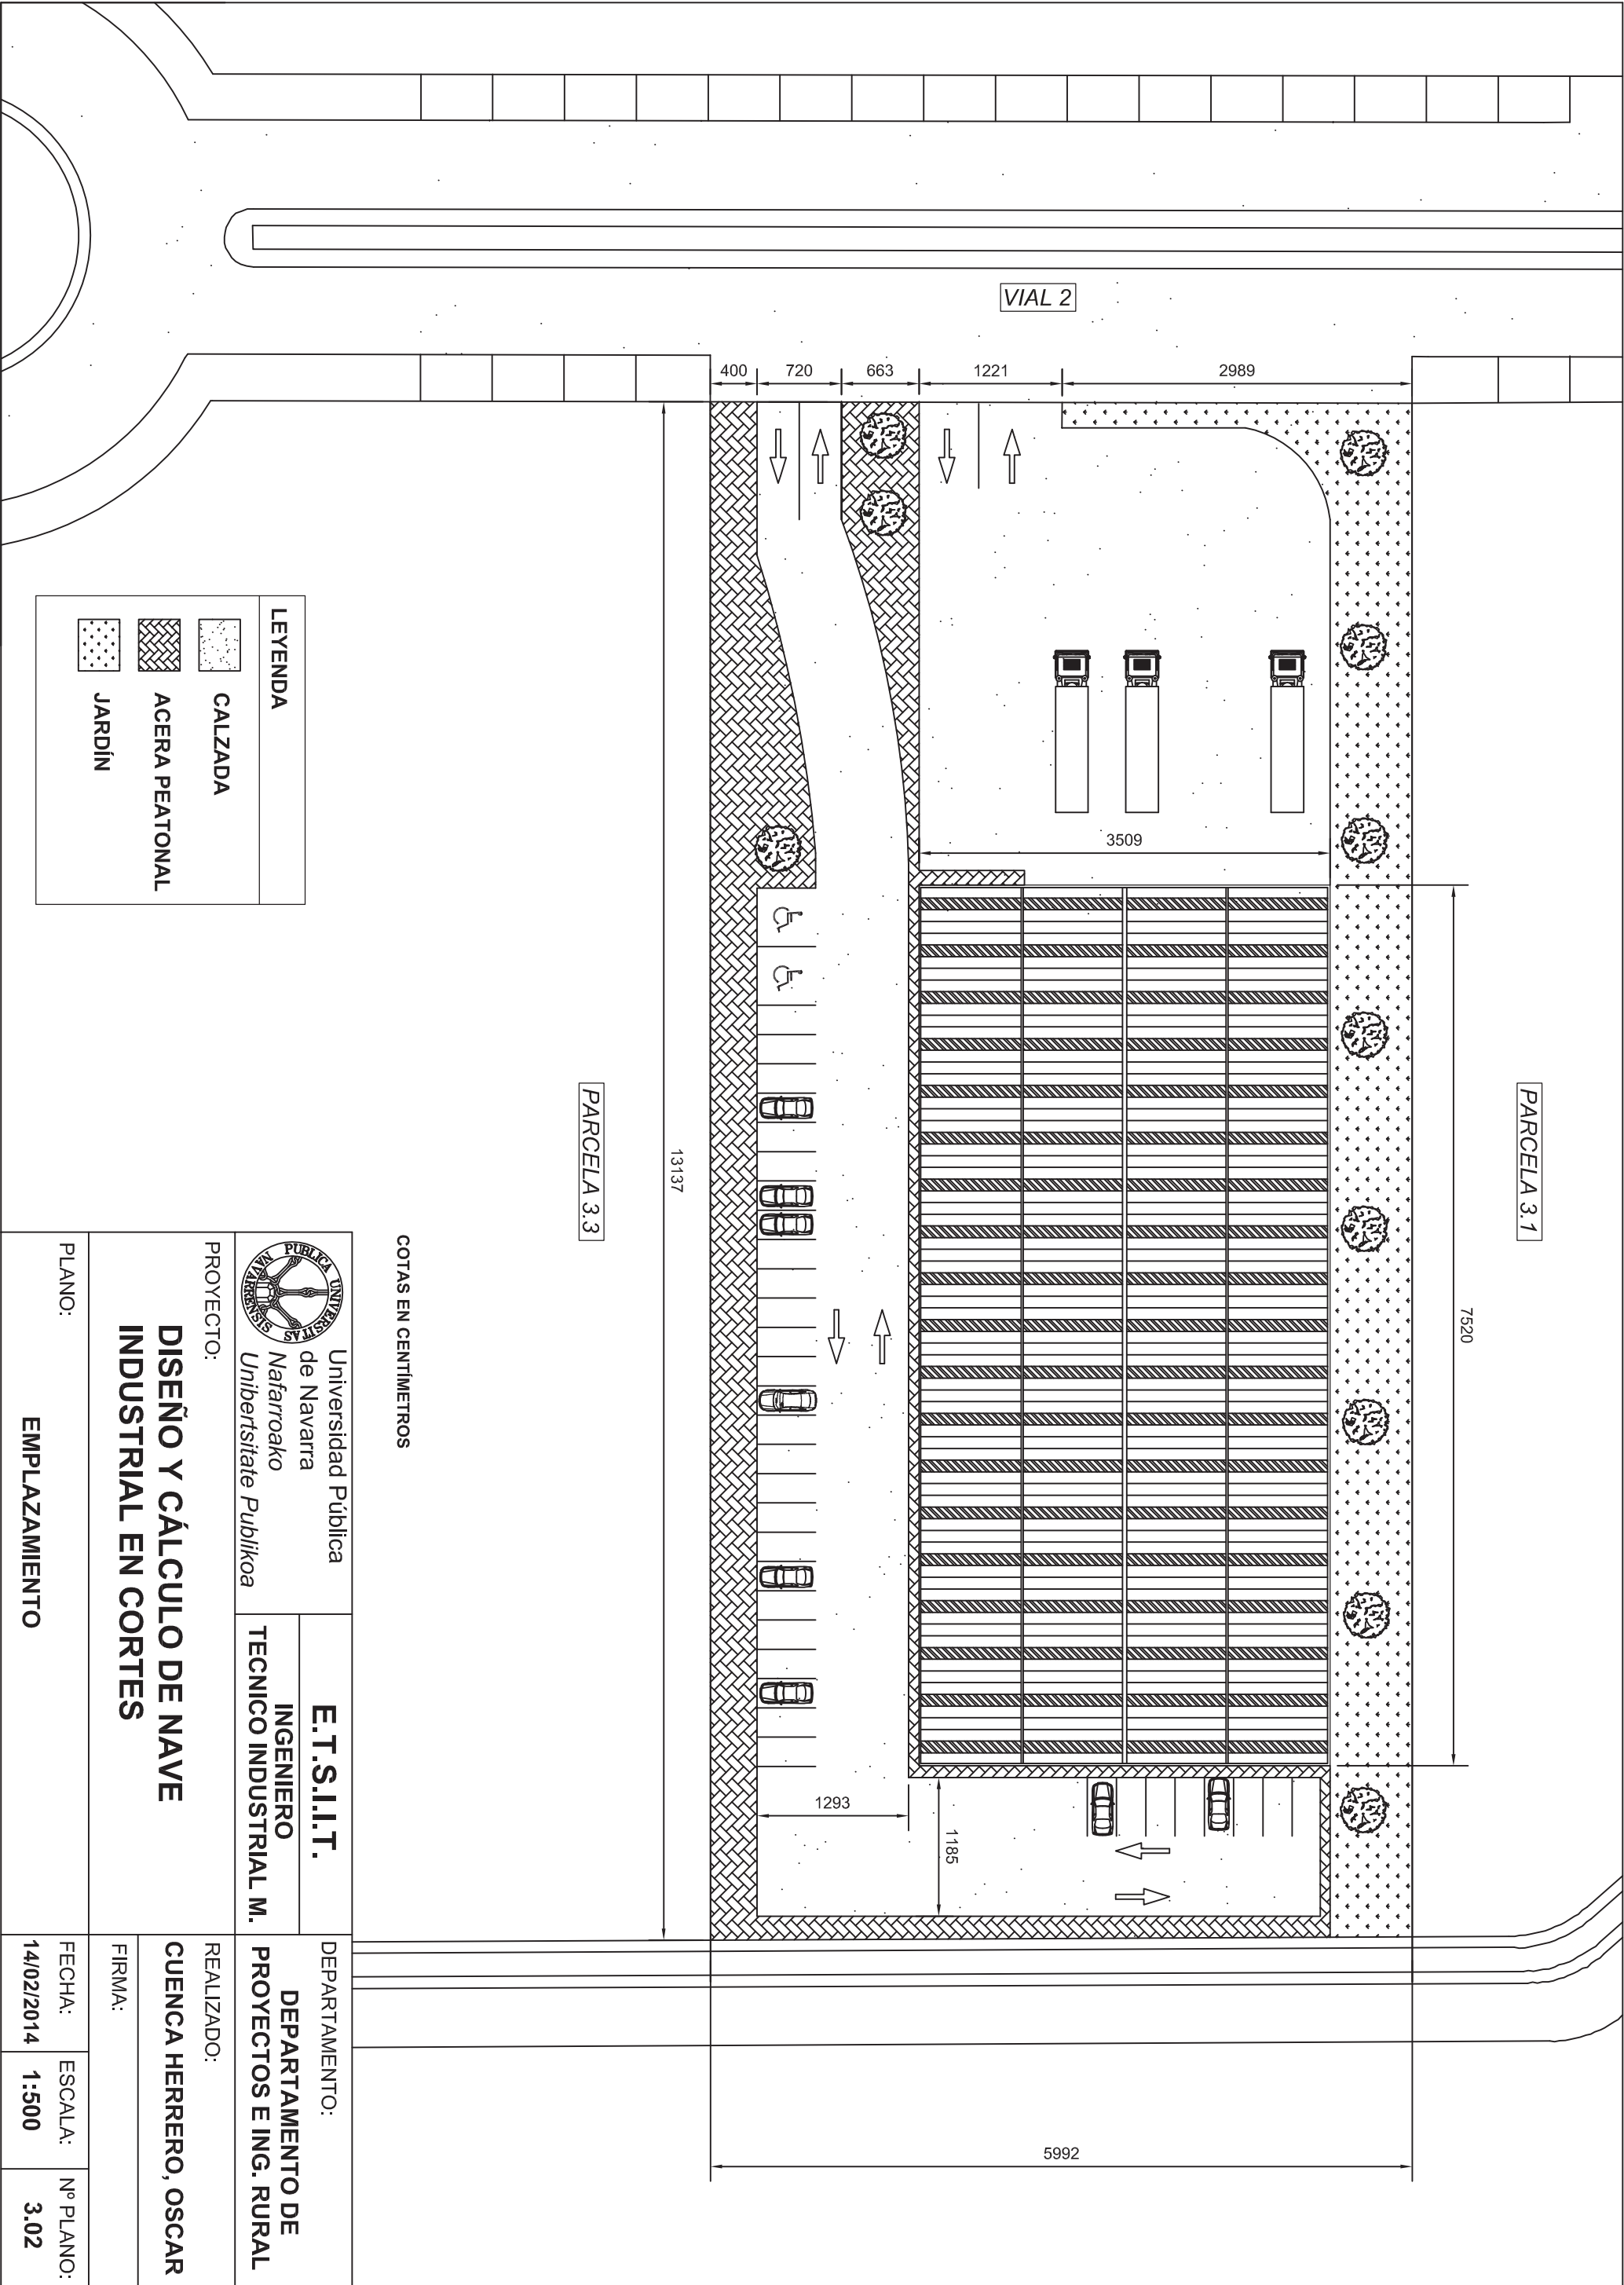 VIAL 2
400
720
663
1221
2989
3509
7520
13137
1293
1185
5992
PARCELA 3.1
PARCELA 3.3
LEYENDA
CALZADA
ACERA PEATONAL
JARDÍN
COTAS EN CENTÍMETROS
PUBLICA UNIVERSITAS NAVARRENSIS
Universidad Pública
de Navarra
Nafarroako
Unibertsitate Publikoa
E.T.S.I.I.T.
INGENIERO
TECNICO INDUSTRIAL M.
DEPARTAMENTO:
DEPARTAMENTO DE
PROYECTOS E ING. RURAL
PROYECTO:
DISEÑO Y CÁLCULO DE NAVE
INDUSTRIAL EN CORTES
REALIZADO:
CUENCA HERRERO, OSCAR
FIRMA:
PLANO:
EMPLAZAMIENTO
FECHA:
14/02/2014
ESCALA:
1:500
Nº PLANO:
3.02